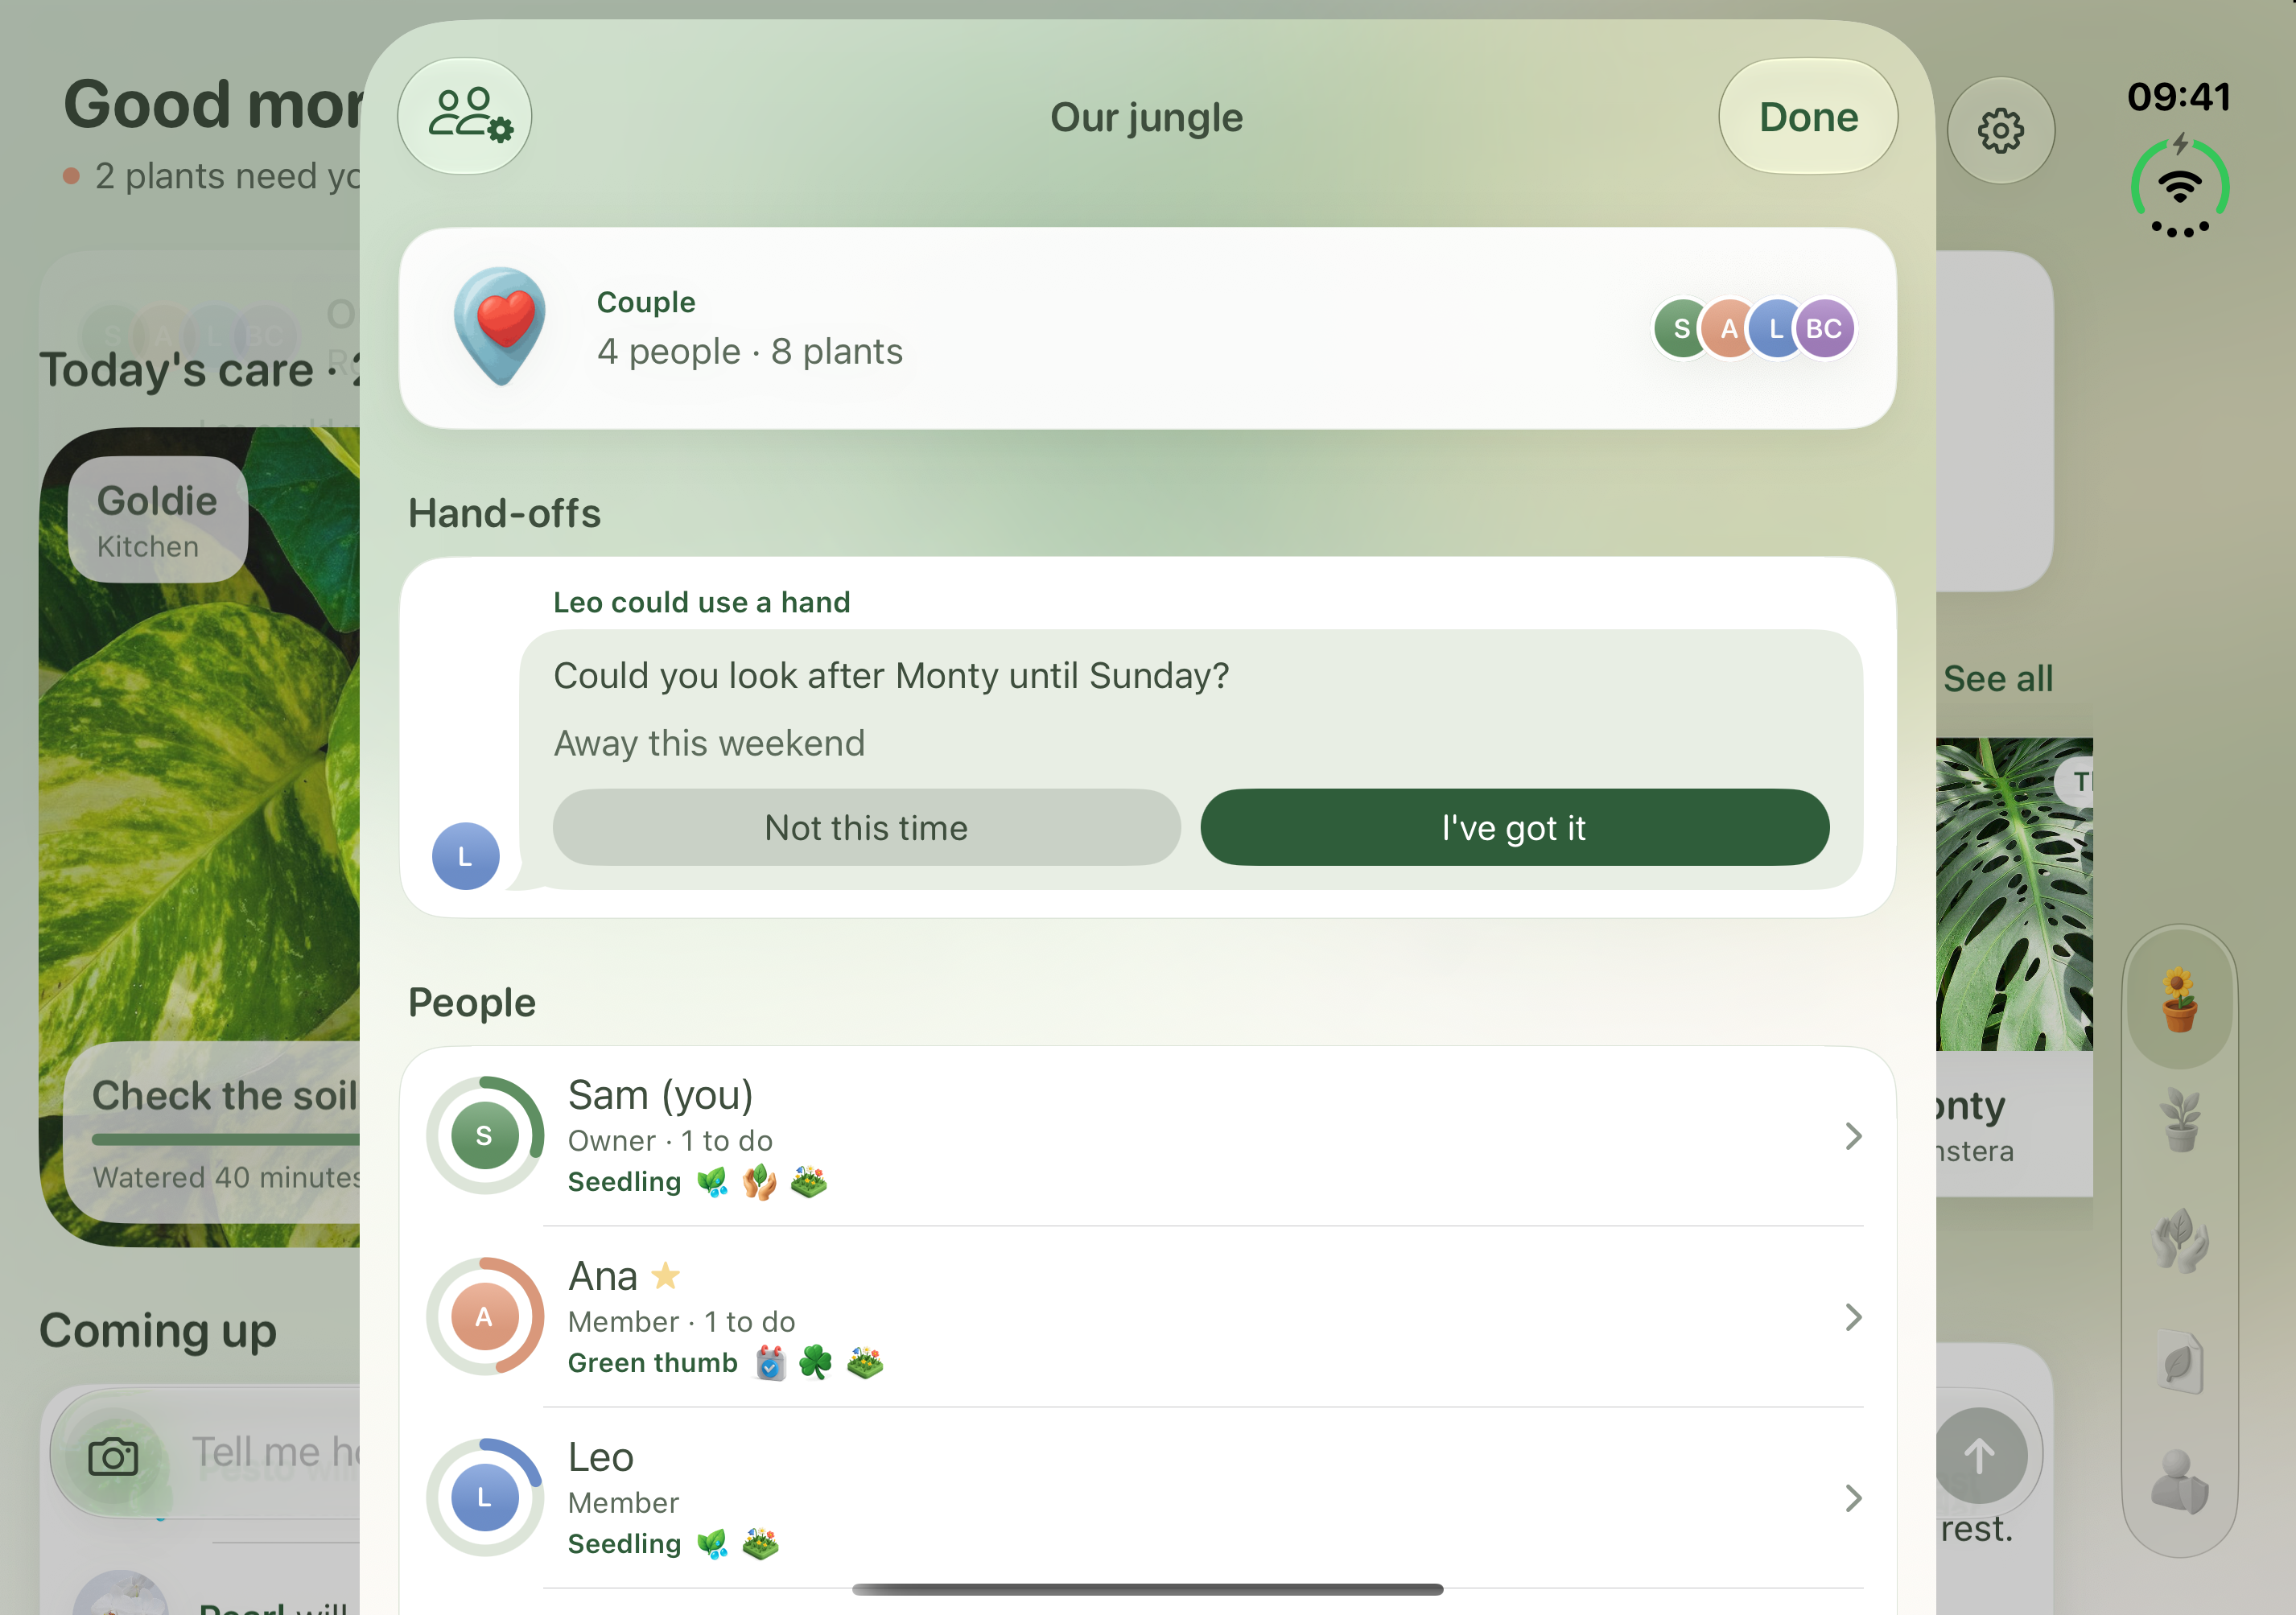 Good mor
2 plants need yo
Today's care · 2
Goldie
Kitchen
Check the soil
Watered 40 minutes
Coming up
Tell me ho
Our jungle
Done
Couple
4 people · 8 plants
S
A
L
BC
Hand-offs
Leo could use a hand
Could you look after Monty until Sunday?
Away this weekend
Not this time
I've got it
L
People
S
Sam (you)
Owner · 1 to do
Seedling
A
Ana
Member · 1 to do
Green thumb
L
Leo
Member
Seedling
09:41
See all
onty
nstera
rest.